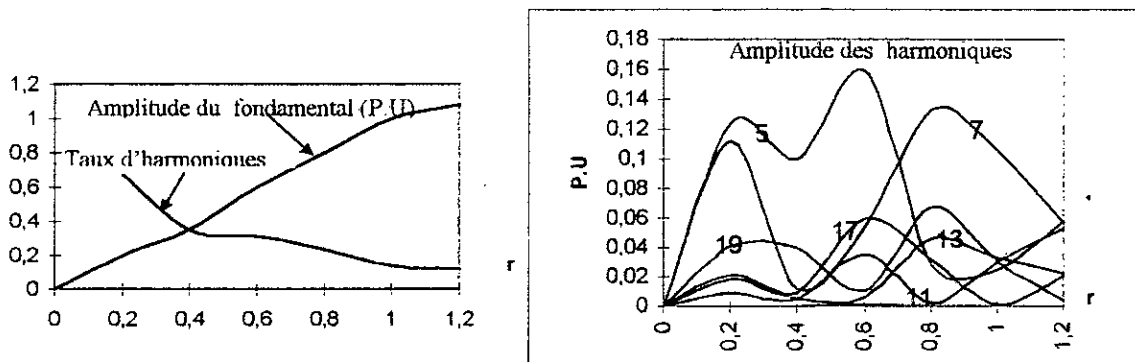 1,2
1
0,8
0,6
0,4
0,2
0
Amplitude du fondamental (P.U)
Taux d'harmoniques
0 0,2 0,4 0,6 0,8 1 1,2
r
0,18
0,16
0,14
0,12
0,1
0,08
0,06
0,04
0,02
0
P.U
Amplitude des harmoniques
5
7
19
17
13
11
0 0,2 0,4 0,6 0,8 1 1,2
r